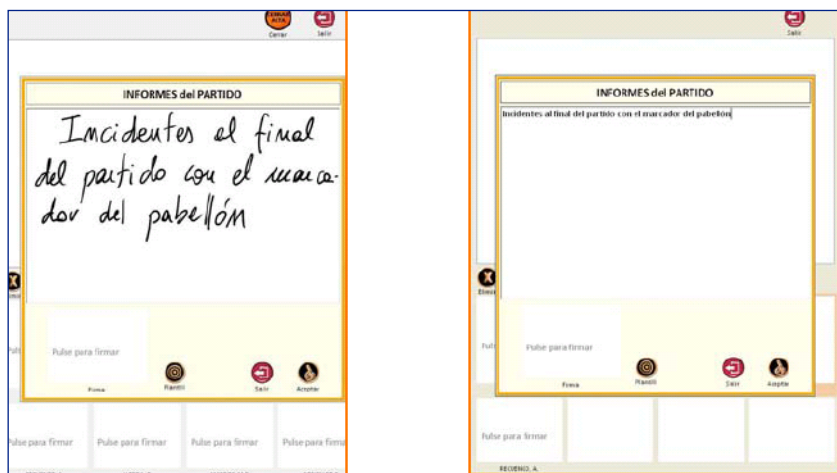 CERRAR
ACTA
Cerrar
Salir
INFORMES del PARTIDO
Incidentes al final
del partido con el marca-
dor del pabellón
Pulse para firmar
Firma
Plantill
Salir
Aceptar
Pulse para firmar
Pulse para firmar
Pulse para firmar
Pulse para firma
Salir
INFORMES del PARTIDO
Incidentes al final del partido con el marcador del pabellón
Pulse para firmar
Firma
Plantill
Salir
Aceptar
Pulse para firmar